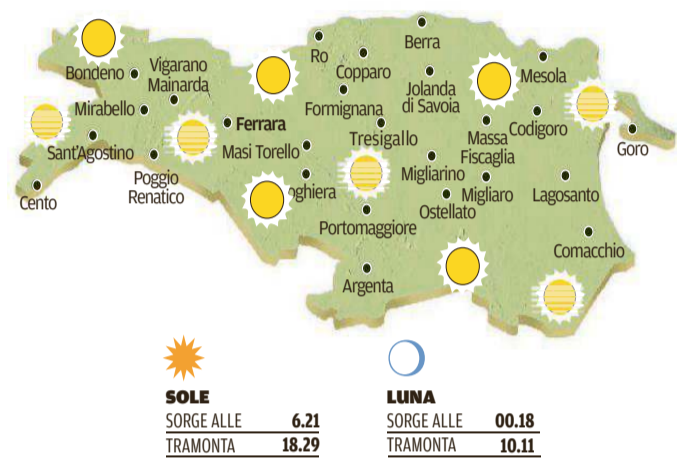 Berra
Ro
Copparo
Bondeno
Vigarano
Mainarda
Mesola
Jolanda
di Savoia
Mirabello
Formignana
Ferrara
Tresigallo
Massa
Fiscaglia
Codigoro
Goro
Sant'Agostino
Masi Torello
Migliarino
Poggio
Renatico
oghiera
Migliaro
Lagosanto
Cento
Ostellato
Portomaggiore
Comacchio
Argenta
SOLE
SORGE ALLE 6.21
TRAMONTA 18.29
LUNA
SORGE ALLE 00.18
TRAMONTA 10.11